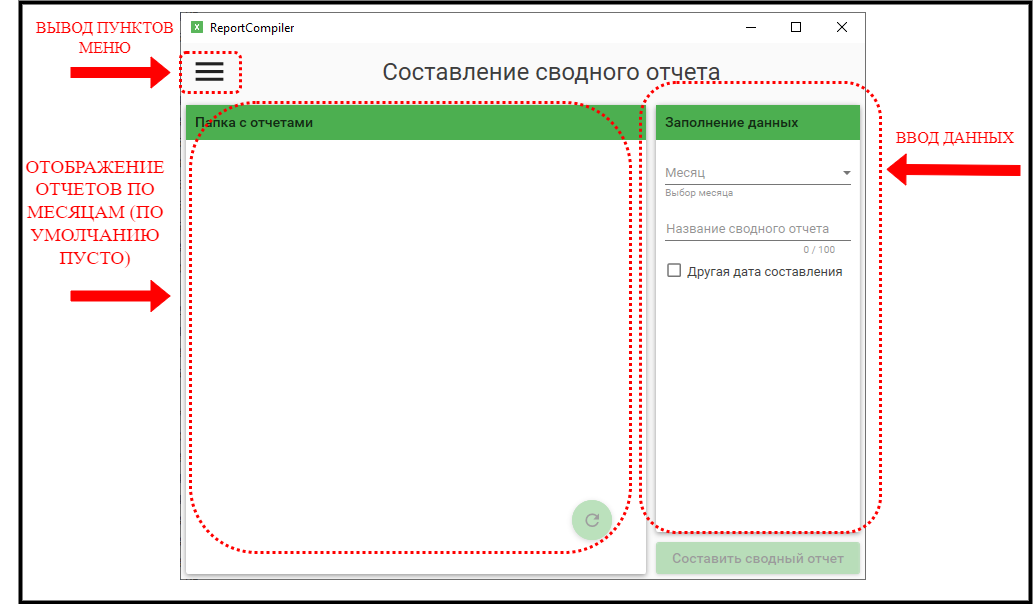 ВЫВОД ПУНКТОВ
МЕНЮ
ReportCompiler
Составление сводного отчета
Папка с отчетами
Заполнение данных
ВВОД ДАННЫХ
ОТОБРАЖЕНИЕ
ОТЧЕТОВ ПО
МЕСЯЦАМ (ПО
УМОЛЧАНИЮ
ПУСТО)
Месяц
Выбор месяца
Название сводного отчета
0 / 100
Другая дата составления
Составить сводный отчет